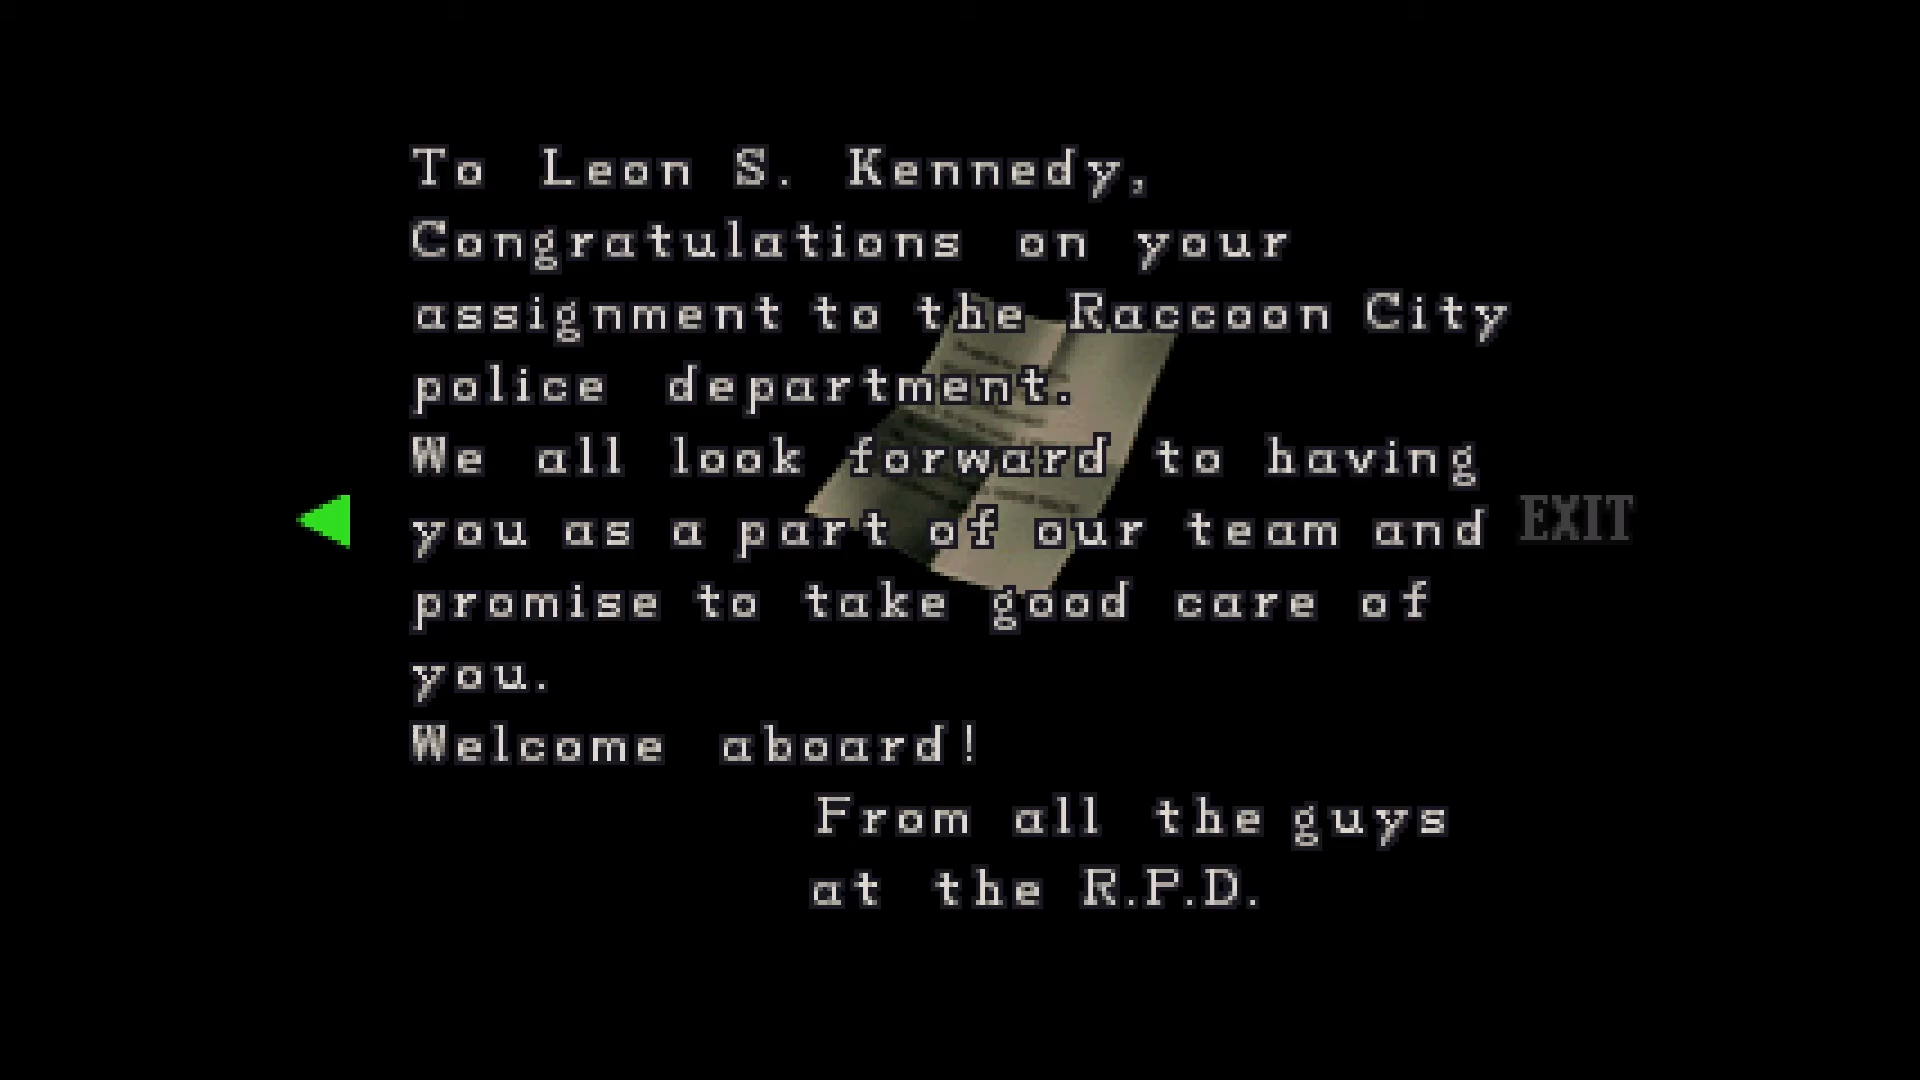 To Leon S. Kennedy,
Congratulations on your
assignment to the Raccoon City
police department.
We all look forward to having
you as a part of our team and
promise to take good care of
you.
Welcome aboard!
From all the guys
at the R.P.D.
EXIT